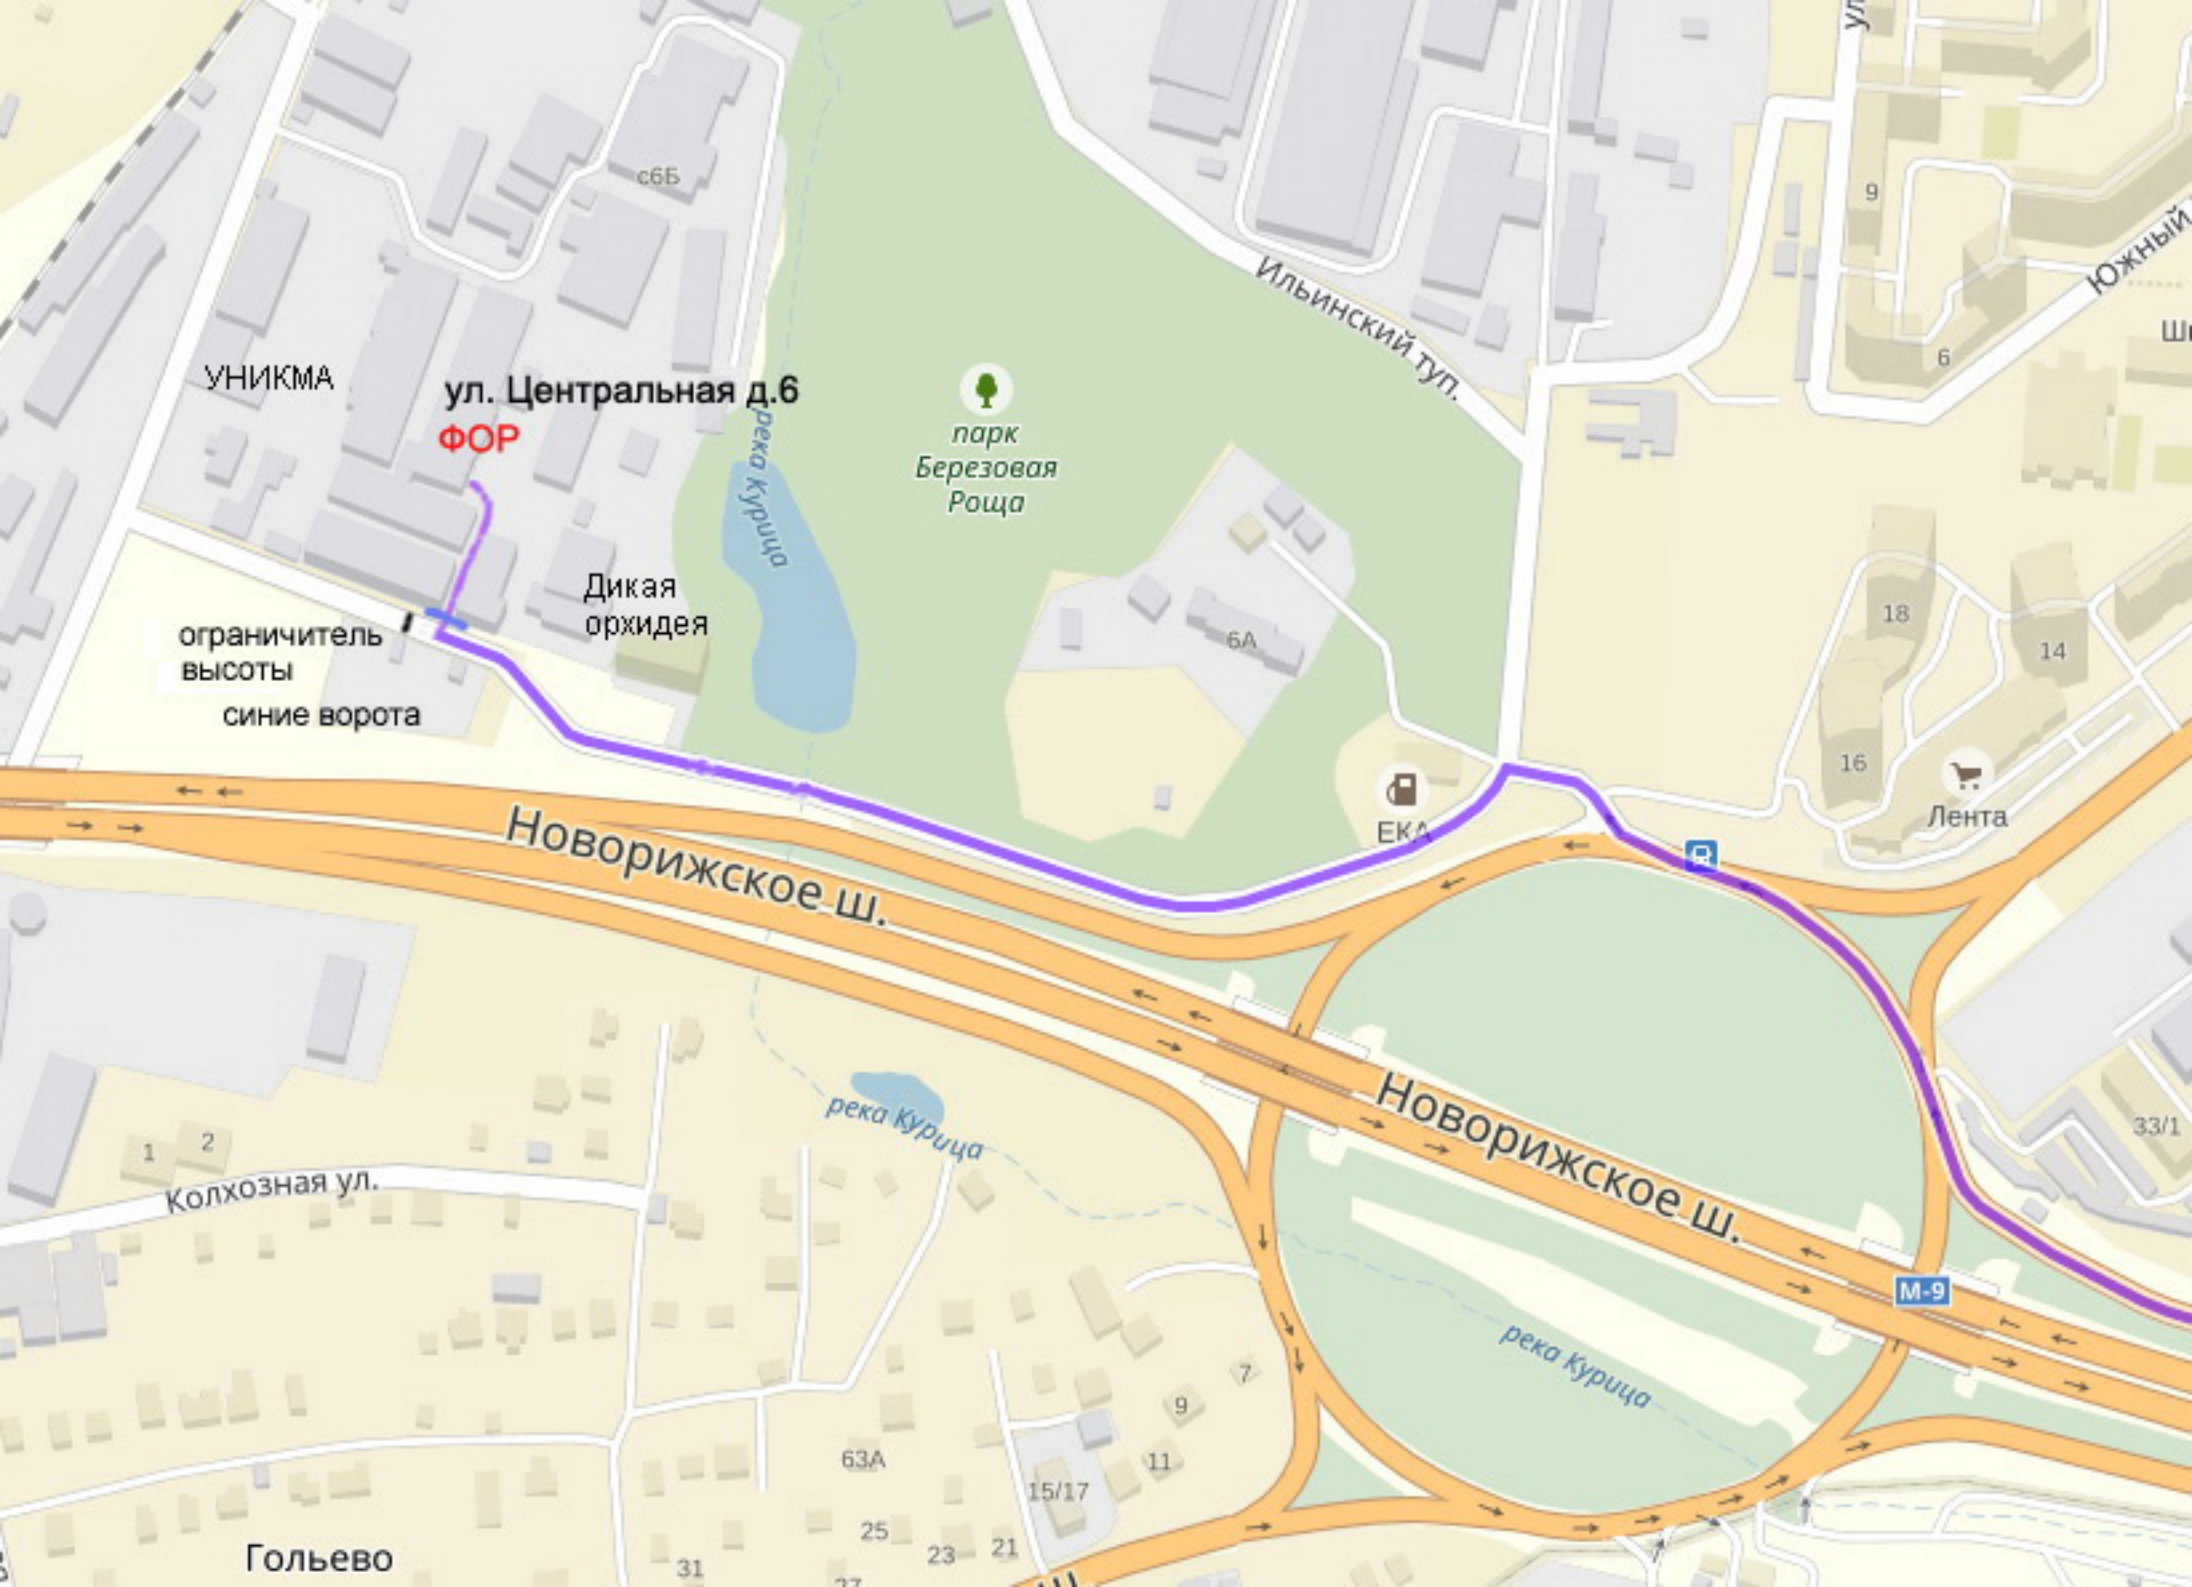 9
с6Б
Ильинский туп.
Южный
6
УНИКМА
ул. Центральная д.6
ФОР
река Курица
парк
Березовая
Роща
18
14
Дикая
орхидея
6А
ограничитель
высоты
синие ворота
16
Лента
ЕКА
Новорижское ш.
Новорижское ш.
33/1
река Курица
1
2
Колхозная ул.
М-9
река Курица
7
9
63А
11
15/17
25
23
21
31
27
Гольево